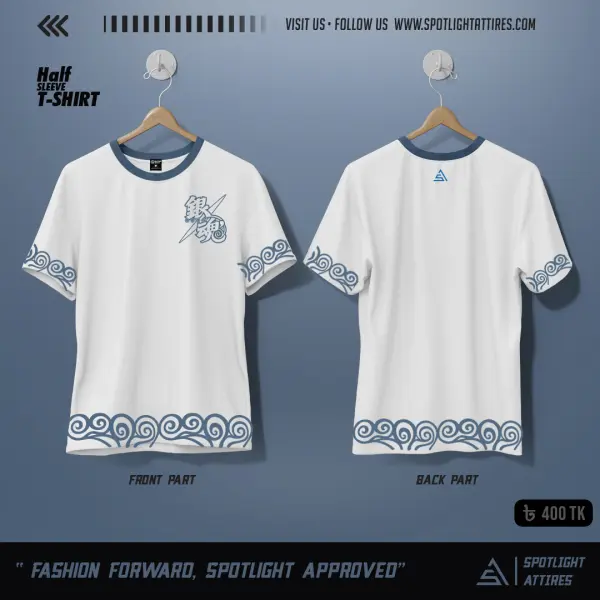 VISIT US • FOLLOW US WWW.SPOTLIGHTATTIRES.COM
Half
SLEEVE
T-SHIRT
銀魂
FRONT PART
BACK PART
৳ 400 TK
“ FASHION FORWARD, SPOTLIGHT APPROVED”
SPOTLIGHT
ATTIRES